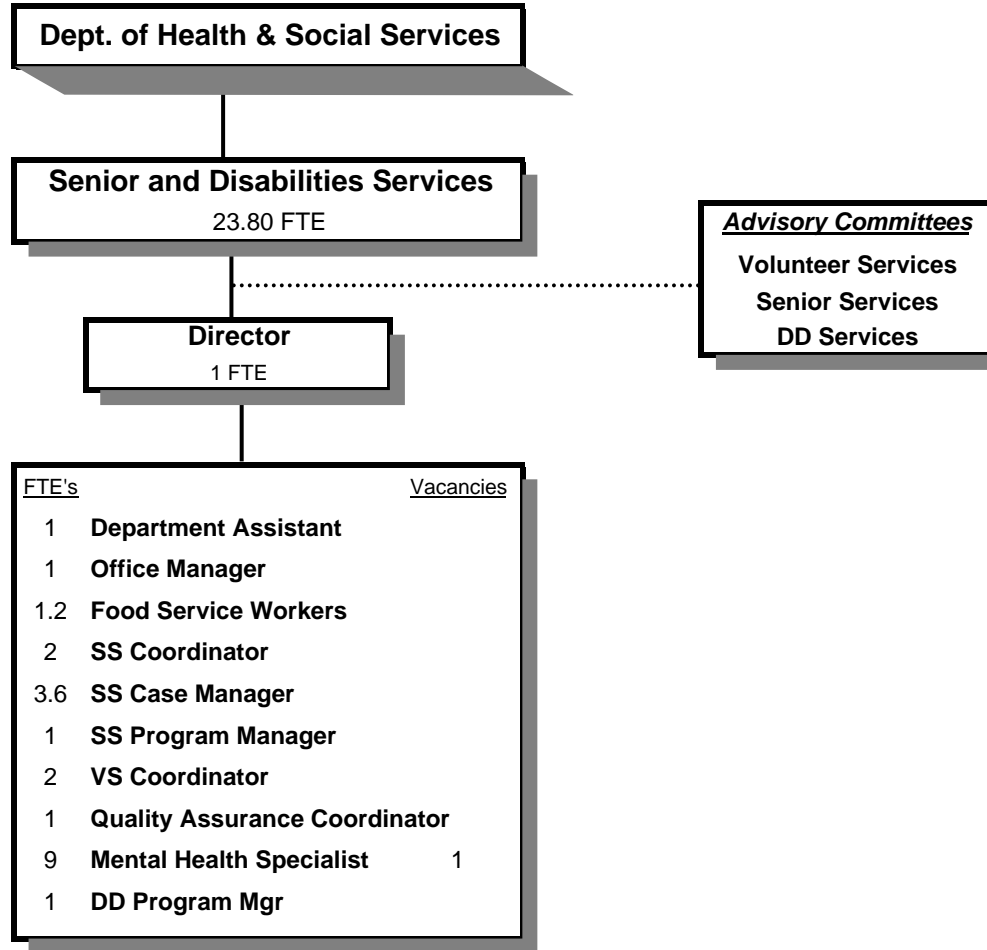 Dept. of Health & Social Services
Senior and Disabilities Services
23.80 FTE
Advisory Committees
Volunteer Services
Senior Services
DD Services
Director
1 FTE
FTE's Vacancies
1 Department Assistant
1 Office Manager
1.2 Food Service Workers
2 SS Coordinator
3.6 SS Case Manager
1 SS Program Manager
2 VS Coordinator
1 Quality Assurance Coordinator
9 Mental Health Specialist 1
1 DD Program Mgr